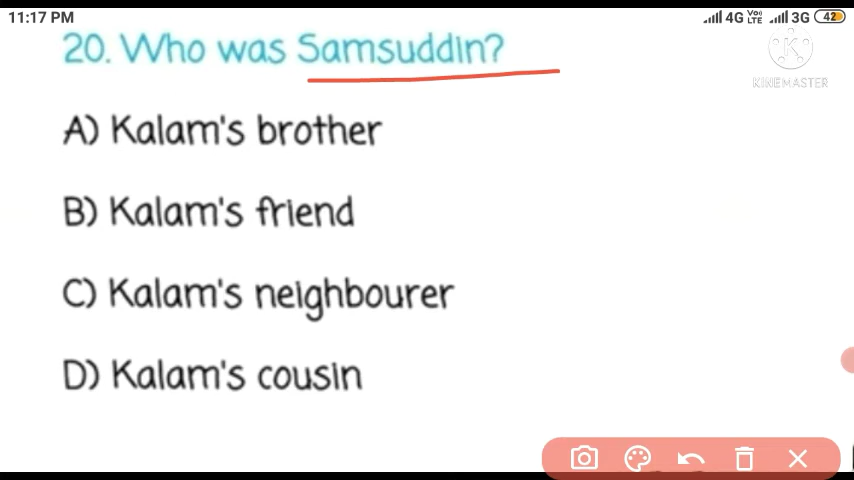 11:17 PM
4G VoLTE 3G 42
20. Who was Samsuddin?
K
KINEMASTER
A) Kalam's brother
B) Kalam's friend
C) Kalam's neighbourer
D) Kalam's cousin